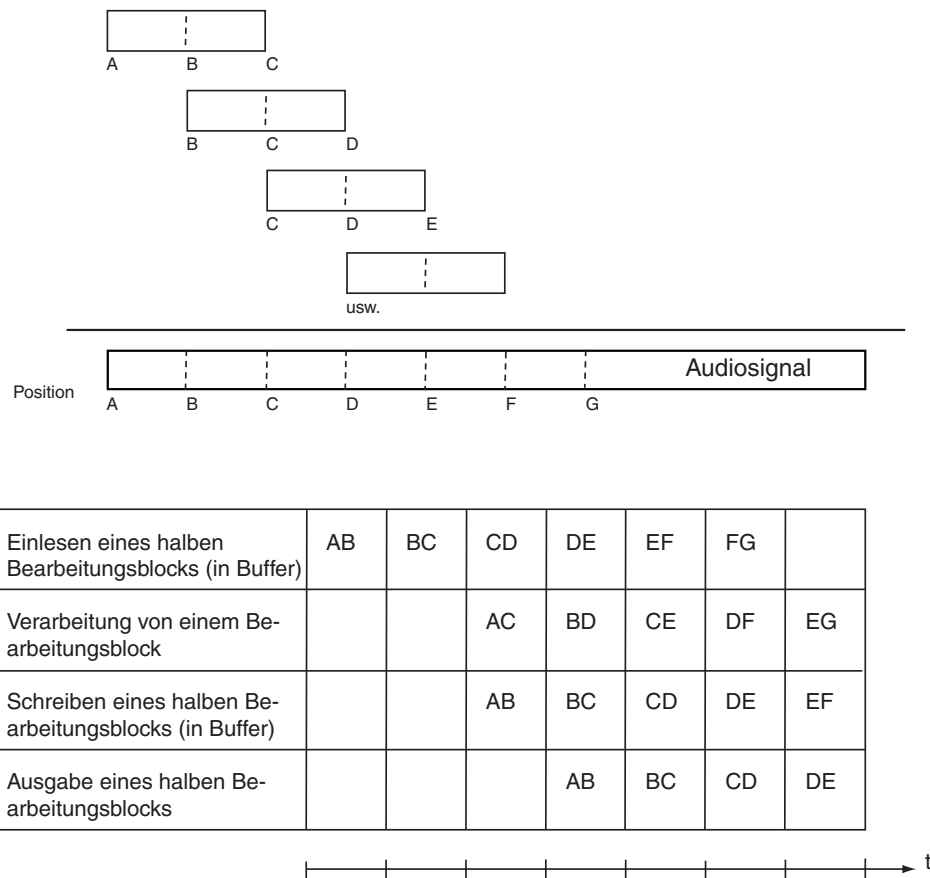 A B C
B C D
C D E
usw.
Audiosignal
Position
A B C D E F G
Einlesen eines halben
Bearbeitungsblocks (in Buffer)
AB BC CD DE EF FG
Verarbeitung von einem Be-
arbeitungsblock
AC BD CE DF EG
Schreiben eines halben Be-
arbeitungsblocks (in Buffer)
AB BC CD DE EF
Ausgabe eines halben Be-
arbeitungsblocks
AB BC CD DE
t